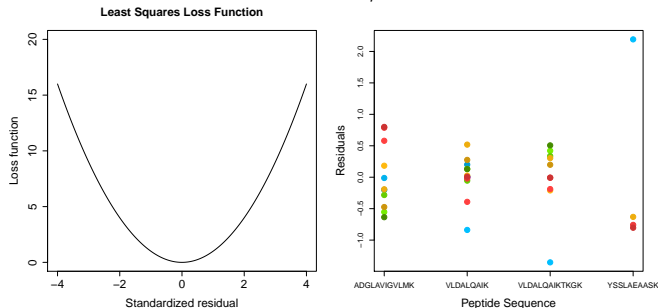 Least Squares Loss Function
Loss function
20
15
10
5
0
−4
−2
0
2
4
Standardized residual
Residuals
2.0
1.5
1.0
0.5
0.0
−0.5
−1.0
ADGLAVIGVLMK
VLDALQAIK
VLDALQAIKTKGK
YSSLAEAASK
Peptide Sequence